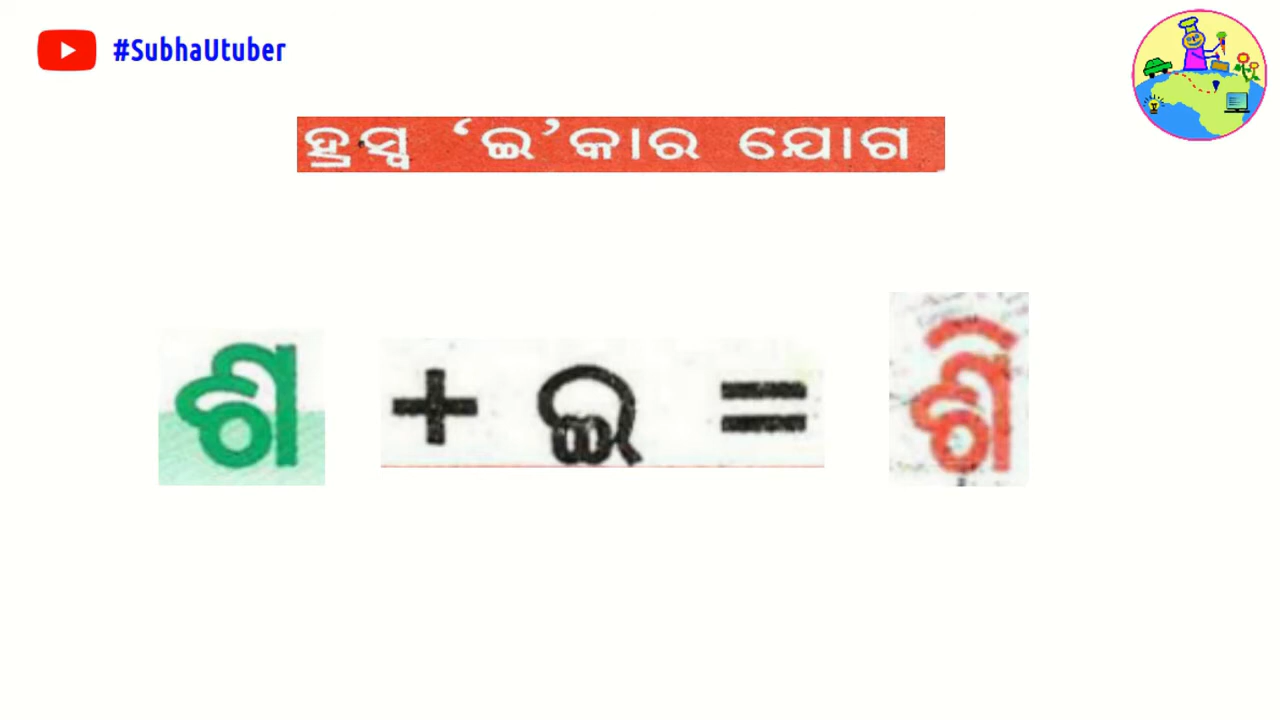 #SubhaUtuber
ହ୍ରସ୍ୱ ‘ଇ’କାର ଯୋଗ
ଶ + ଇ = ଶି